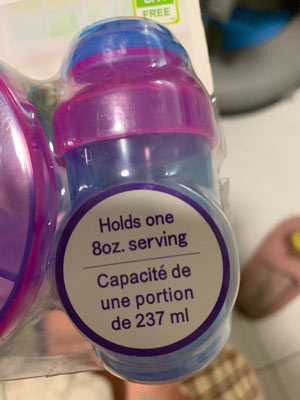 FREE
Holds one
8oz. serving
Capacité de
une portion
de 237 ml